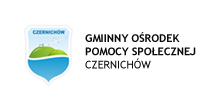 CZERNICHÓW
GMINNY OŚRODEK
POMOCY SPOŁECZNEJ
CZERNICHÓW